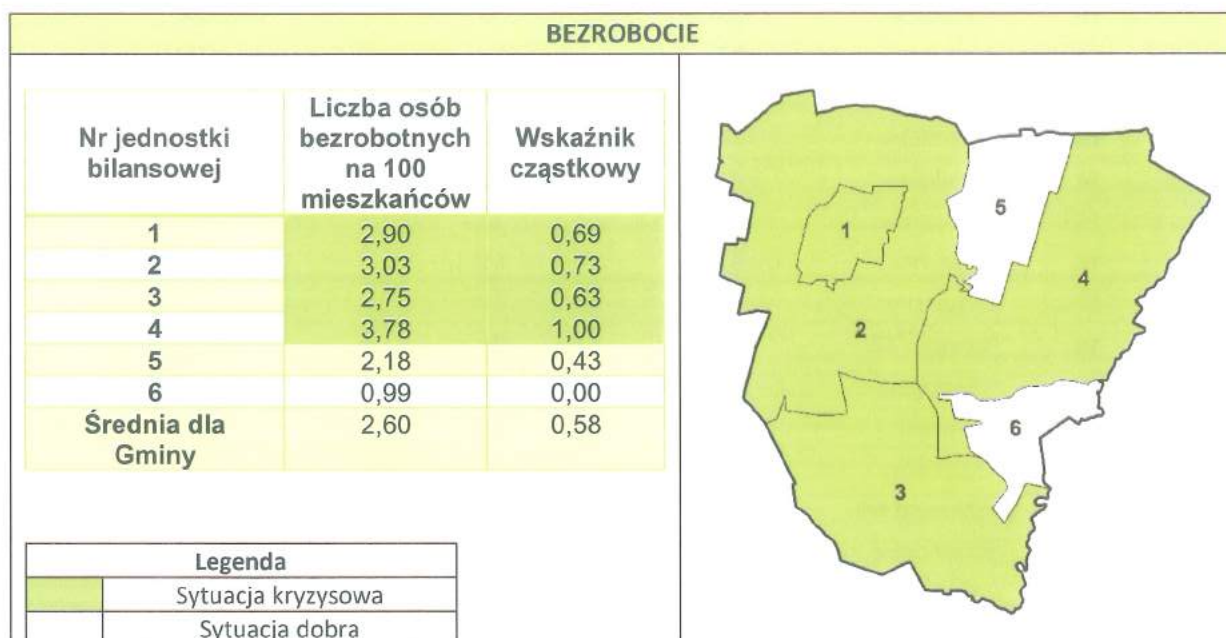 BEZROBOCIE
Nr jednostki bilansowej | Liczba osób bezrobotnych na 100 mieszkańców | Wskaźnik cząstkowy
1 2,90 0,69
2 3,03 0,73
3 2,75 0,63
4 3,78 1,00
5 2,18 0,43
6 0,99 0,00
Średnia dla Gminy 2,60 0,58
Legenda
Sytuacja kryzysowa
Sytuacja dobra
5
1
4
2
6
3